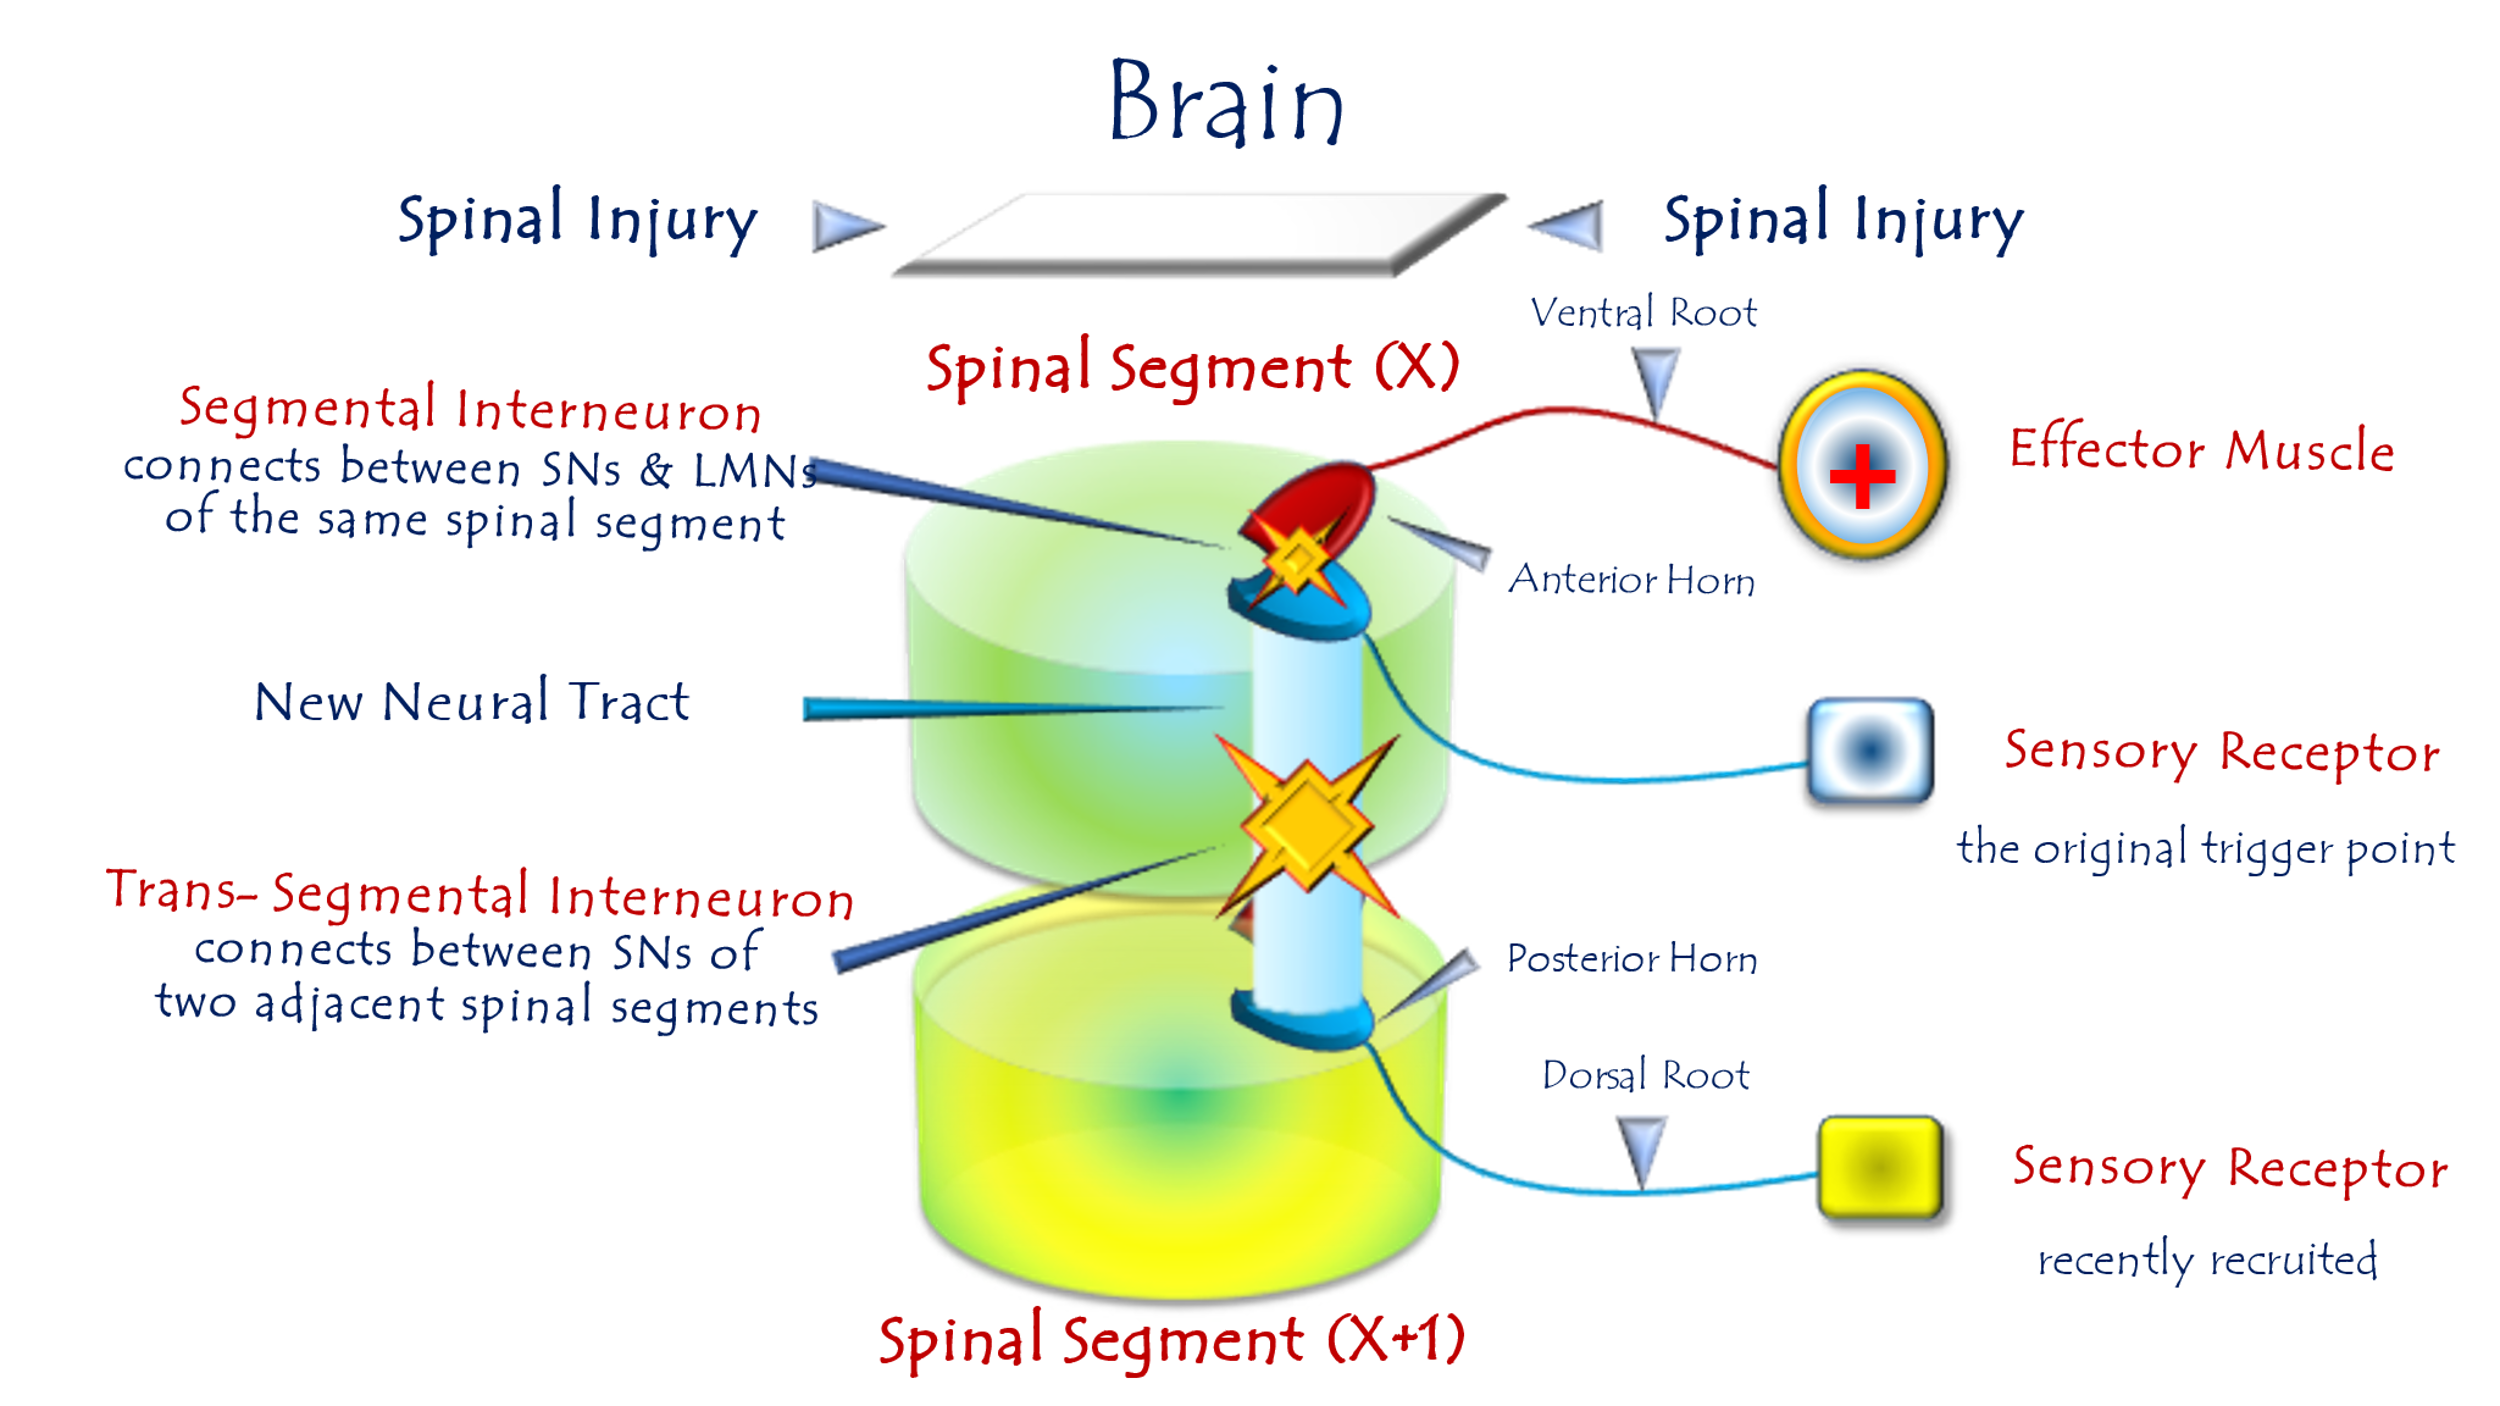 Brain
Spinal Injury
Spinal Injury
Ventral Root
Spinal Segment (X)
Segmental Interneuron
connects between SNs & LMNs
of the same spinal segment
Effector Muscle
Anterior Horn
New Neural Tract
Sensory Receptor
the original trigger point
Trans-Segmental Interneuron
connects between SNs of
two adjacent spinal segments
Posterior Horn
Dorsal Root
Sensory Receptor
recently recruited
Spinal Segment (X+1)